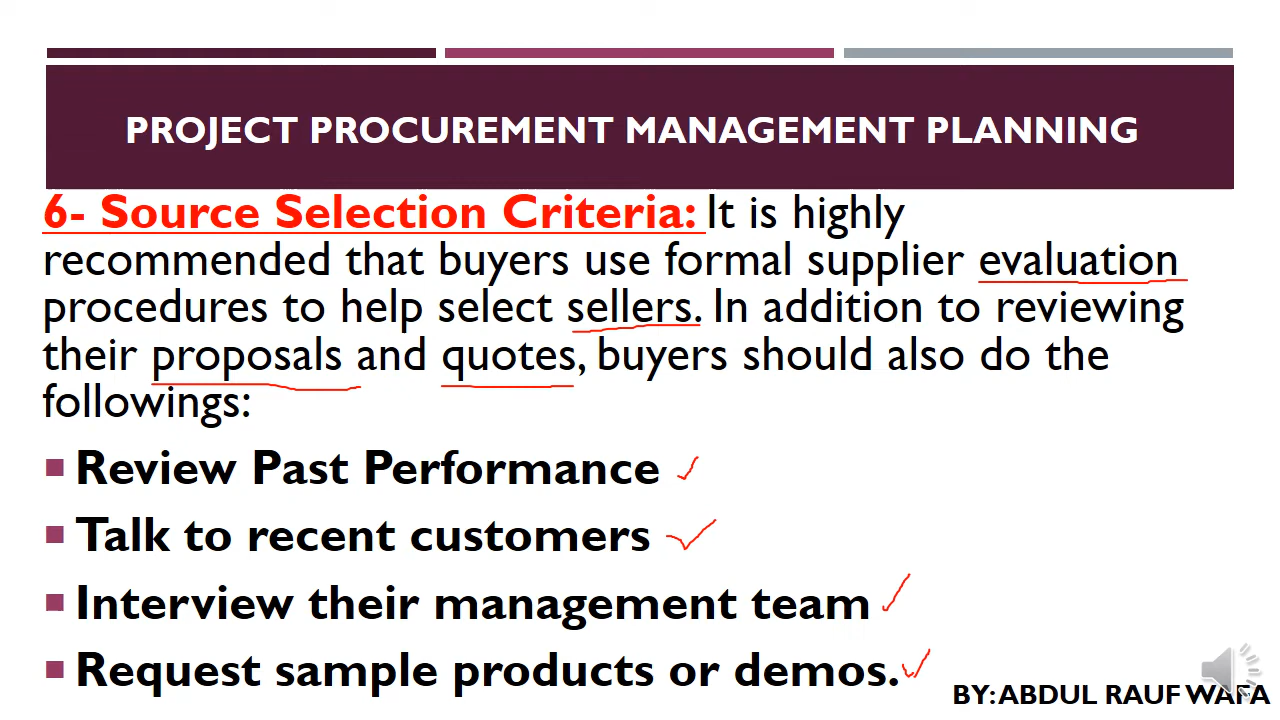 PROJECT PROCUREMENT MANAGEMENT PLANNING
6- Source Selection Criteria: It is highly
recommended that buyers use formal supplier evaluation
procedures to help select sellers. In addition to reviewing
their proposals and quotes, buyers should also do the
followings:
Review Past Performance
Talk to recent customers
Interview their management team
Request sample products or demos.
BY: ABDUL RAUF WAFA